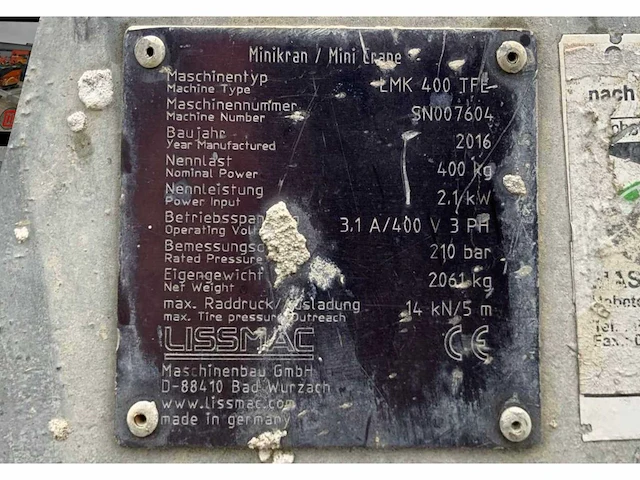 Minikran / Mini Crane
Maschinentyp LMK 400 TFE
Machine Type
Maschinennummer SN007604
Machine Number
Baujahr 2016
Year Manufactured
Nennlast 400 kg
Nominal Power
Nennleistung 2.1 kW
Power Input
3.1 A/400 V 3 PH
Operating
210 bar
Rated Pressure
Eigengewicht 2061 kg
Net Weight
max. Raddruck/Ausladung 14 kN/5 m
max. Tire pressure/Outreach
LISSMAC CE
Maschinenbau GmbH
D-88410 Bad Wurzach
www.lissmac.com
made in germany
nach
Tel.
Fax.: